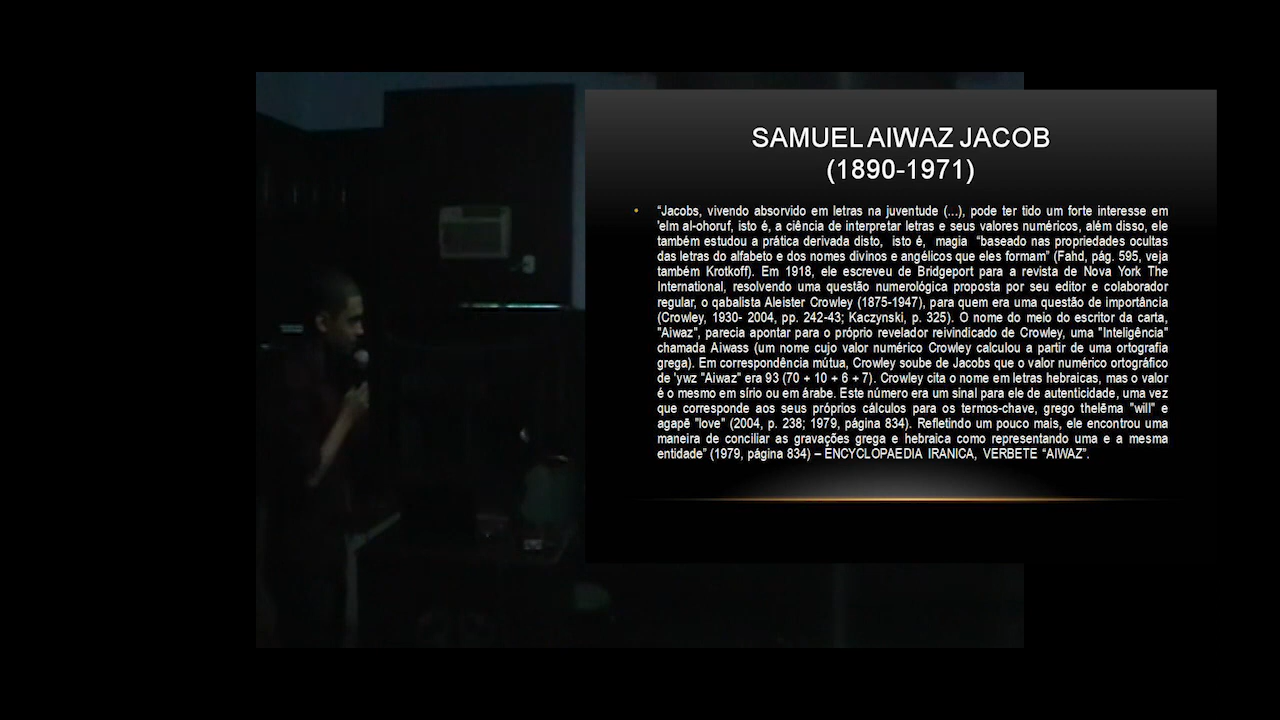 SAMUEL AIWAZ JACOB
(1890-1971)
• “Jacobs, vivendo absorvido em letras na juventude (...), pode ter tido um forte interesse em
'elm al-ohoruf, isto é, a ciência de interpretar letras e seus valores numéricos, além disso, ele
também estudou a prática derivada disto, isto é, magia “baseado nas propriedades ocultas
das letras do alfabeto e dos nomes divinos e angélicos que eles formam” (Fahd, pág. 595, veja
também Krotkoff). Em 1918, ele escreveu de Bridgeport para a revista de Nova York The
International, resolvendo uma questão numerológica proposta por seu editor e colaborador
regular, o qabalista Aleister Crowley (1875-1947), para quem era uma questão de importância
(Crowley, 1930- 2004, pp. 242-43; Kaczynski, p. 325). O nome do meio do escritor da carta,
"Aiwaz", parecia apontar para o próprio revelador reivindicado de Crowley, uma "Inteligência"
chamada Aiwass (um nome cujo valor numérico Crowley calculou a partir de uma ortografia
grega). Em correspondência mútua, Crowley soube de Jacobs que o valor numérico ortográfico
de 'ywz "Aiwaz" era 93 (70 + 10 + 6 + 7). Crowley cita o nome em letras hebraicas, mas o valor
é o mesmo em sírio ou em árabe. Este número era um sinal para ele de autenticidade, uma vez
que corresponde aos seus próprios cálculos para os termos-chave, grego thelēma "will" e
agapē "love" (2004, p. 238; 1979, página 834). Refletindo um pouco mais, ele encontrou uma
maneira de conciliar as gravações grega e hebraica como representando uma e a mesma
entidade” (1979, página 834) – ENCYCLOPAEDIA IRANICA, VERBETE “AIWAZ”.